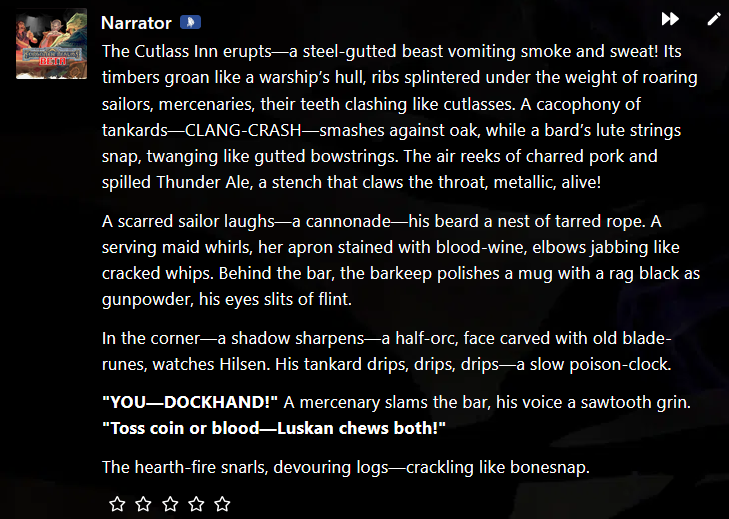 Narrator
The Cutlass Inn erupts—a steel-gutted beast vomiting smoke and sweat! Its
timbers groan like a warship’s hull, ribs splintered under the weight of roaring
sailors, mercenaries, their teeth clashing like cutlasses. A cacophony of
tankards—CLANG-CRASH—smashes against oak, while a bard’s lute strings
snap, twanging like gutted bowstrings. The air reeks of charred pork and
spilled Thunder Ale, a stench that claws the throat, metallic, alive!
A scarred sailor laughs—a cannonade—his beard a nest of tarred rope. A
serving maid whirls, her apron stained with blood-wine, elbows jabbing like
cracked whips. Behind the bar, the barkeep polishes a mug with a rag black as
gunpowder, his eyes slits of flint.
In the corner—a shadow sharpens—a half-orc, face carved with old blade-
runes, watches Hilsen. His tankard drips, drips, drips—a slow poison-clock.
"YOU—DOCKHAND!" A mercenary slams the bar, his voice a sawtooth grin.
"Toss coin or blood—Luskan chews both!"
The hearth-fire snarls, devouring logs—crackling like bonesnap.
BETA